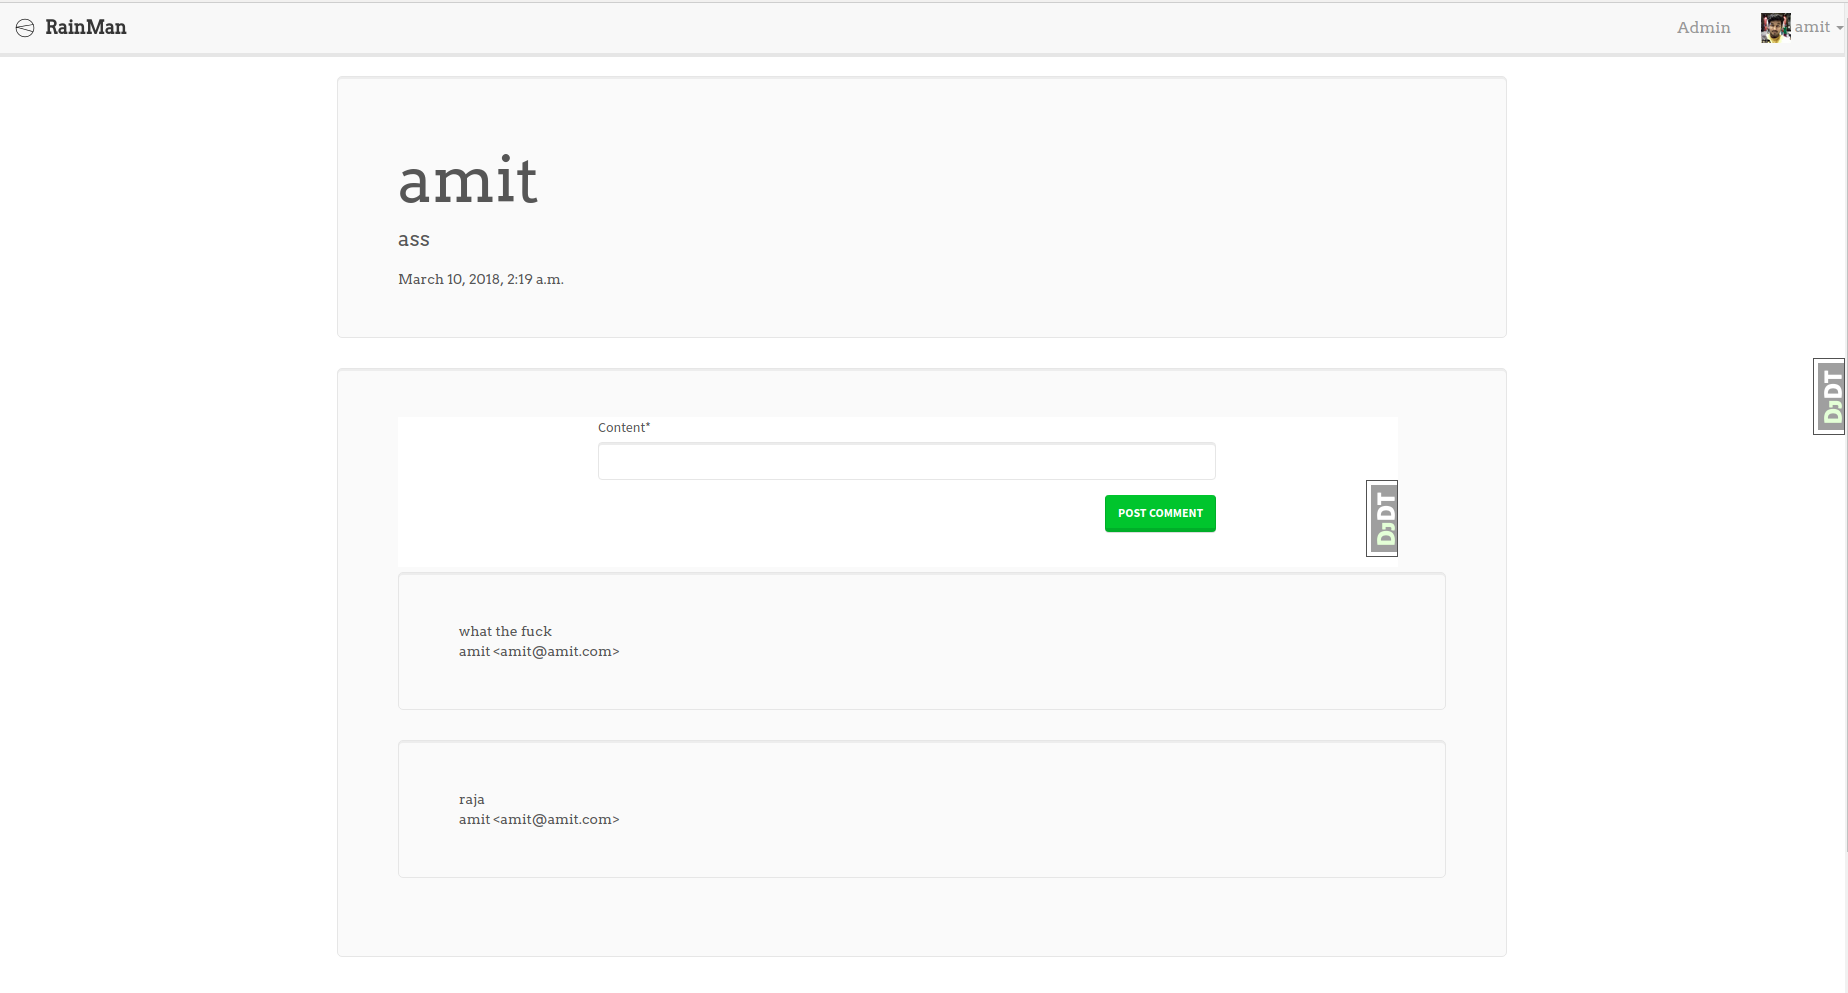 RainMan
Admin
amit
amit
ass
March 10, 2018, 2:19 a.m.
DjDT
Content*
POST COMMENT
DjDT
what the fuck
amit <amit@amit.com>
raja
amit <amit@amit.com>